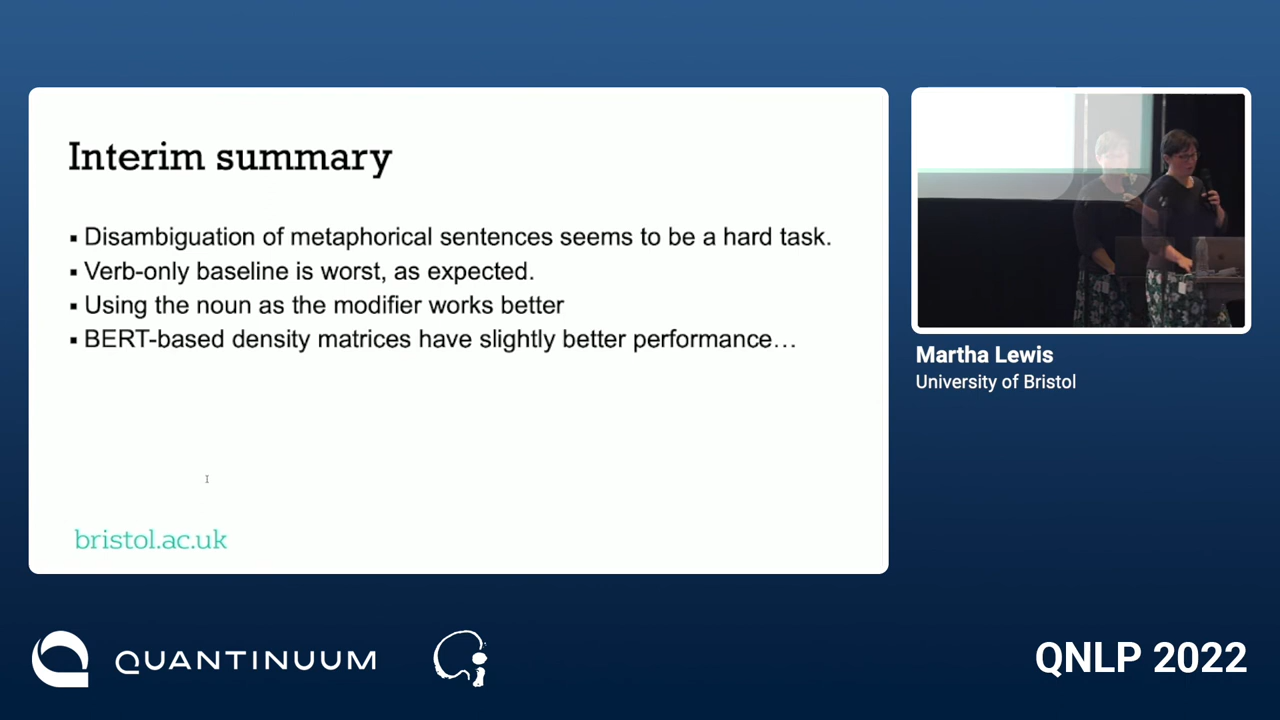 Interim summary
▪ Disambiguation of metaphorical sentences seems to be a hard task.
▪ Verb-only baseline is worst, as expected.
▪ Using the noun as the modifier works better
▪ BERT-based density matrices have slightly better performance…
bristol.ac.uk
Martha Lewis
University of Bristol
QUANTINUUM
QNLP 2022